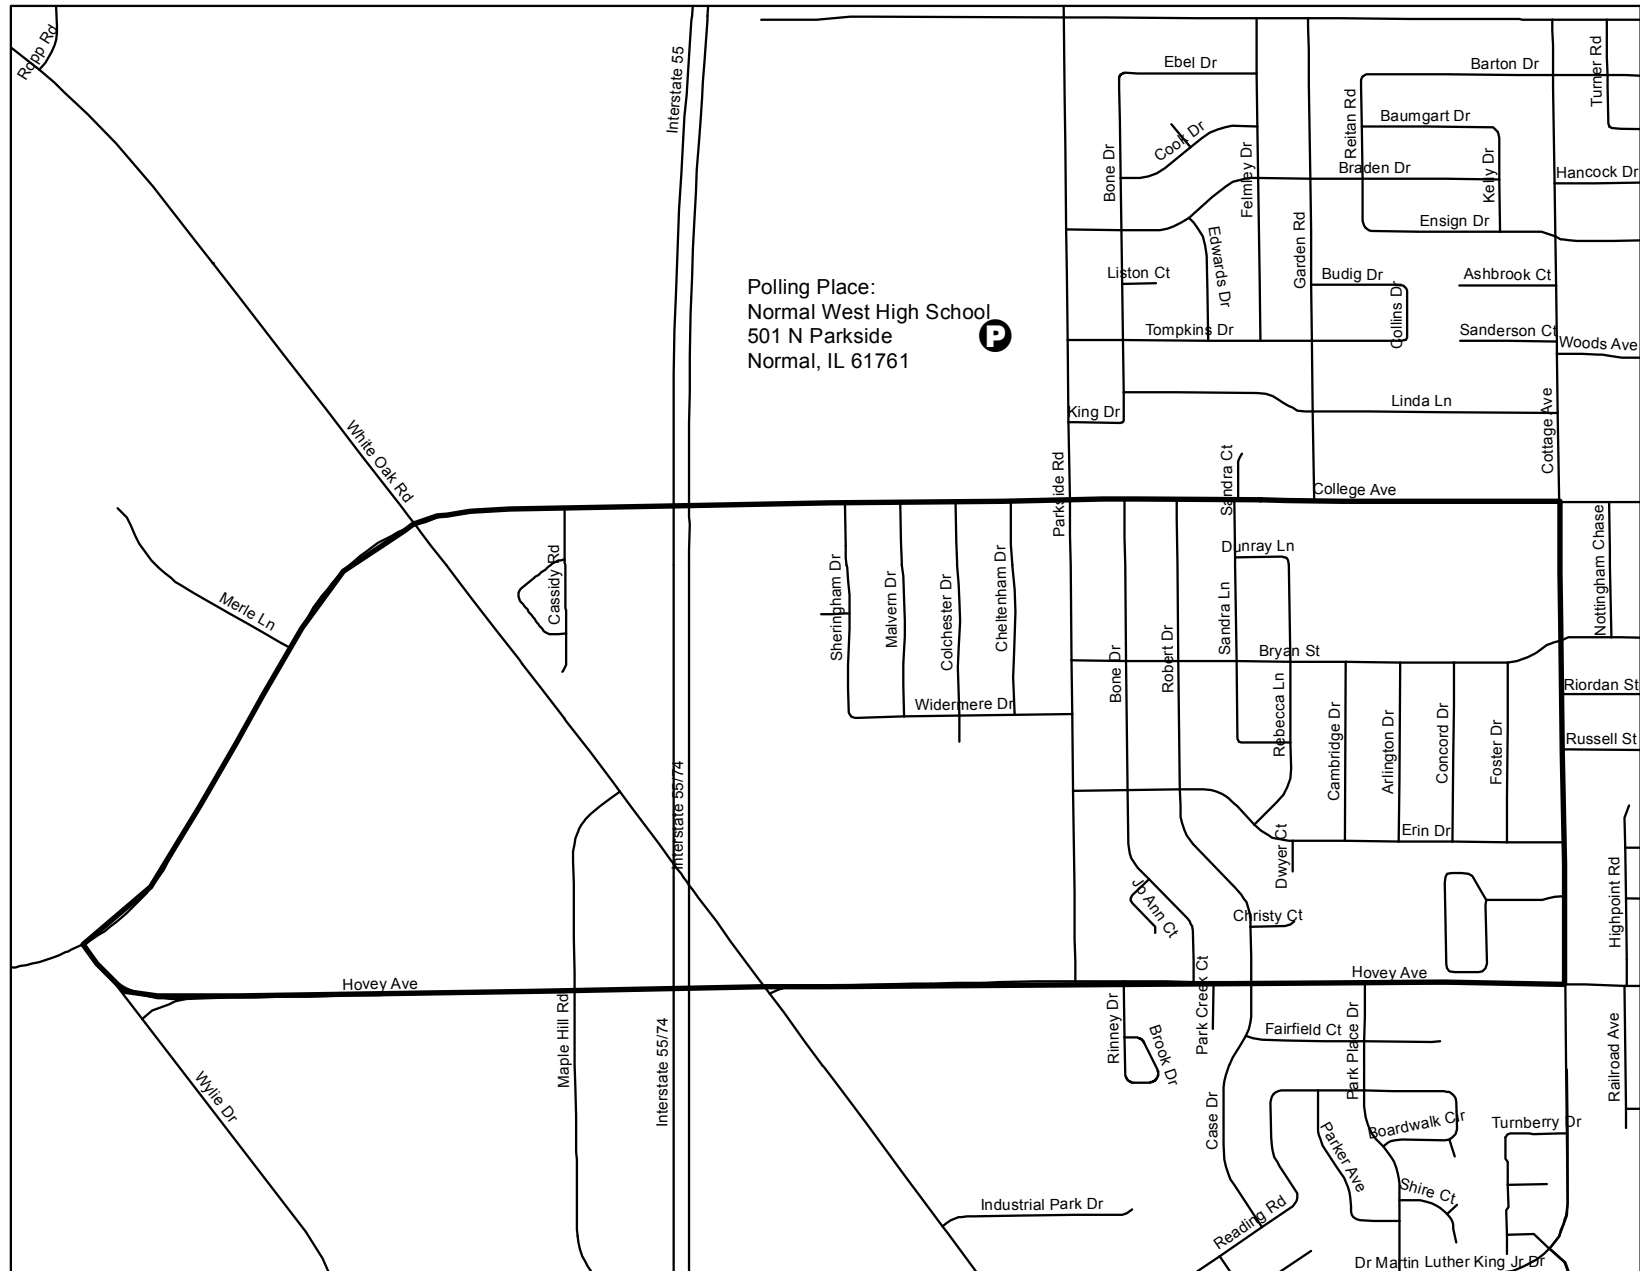 Ropp Rd
Interstate 55
Ebel Dr
Barton Dr
Turner Rd
Reitan Rd
Baumgart Dr
Cook Dr
Bone Dr
Felmley Dr
Braden Dr
Kelly Dr
Hancock Dr
Ensign Dr
Garden Rd
Edwards Dr
Liston Ct
Budig Dr
Ashbrook Ct
Collins Dr
Tompkins Dr
Sanderson Ct
Woods Ave
Polling Place:
Normal West High School
501 N Parkside
Normal, IL 61761
P
King Dr
Linda Ln
Cottage Ave
White Oak Rd
Parkside Rd
Sandra Ct
College Ave
Nottingham Chase
Dunray Ln
Cassidy Rd
Merle Ln
Sheringham Dr
Malvern Dr
Colchester Dr
Cheltenham Dr
Sandra Ln
Bone Dr
Robert Dr
Bryan St
Riordan St
Widermere Dr
Rebecca Ln
Cambridge Dr
Arlington Dr
Concord Dr
Foster Dr
Russell St
Interstate 55/74
Erin Dr
Dwyer Ct
Jo Ann Ct
Christy Ct
Highpoint Rd
Hovey Ave
Hovey Ave
Maple Hill Rd
Interstate 55/74
Rinney Dr
Park Creek Ct
Brook Dr
Fairfield Ct
Park Place Dr
Railroad Ave
Wylie Dr
Case Dr
Parker Ave
Boardwalk Cir
Turnberry Dr
Shire Ct
Industrial Park Dr
Reading Rd
Dr Martin Luther King Jr Dr